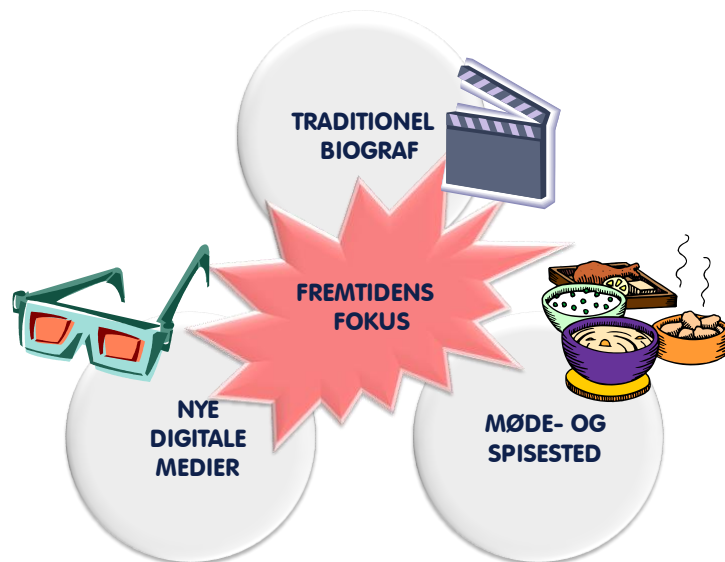 TRADITIONEL
BIOGRAF
FREMTIDENS
FOKUS
NYE
DIGITALE
MEDIER
MØDE- OG
SPISESTED